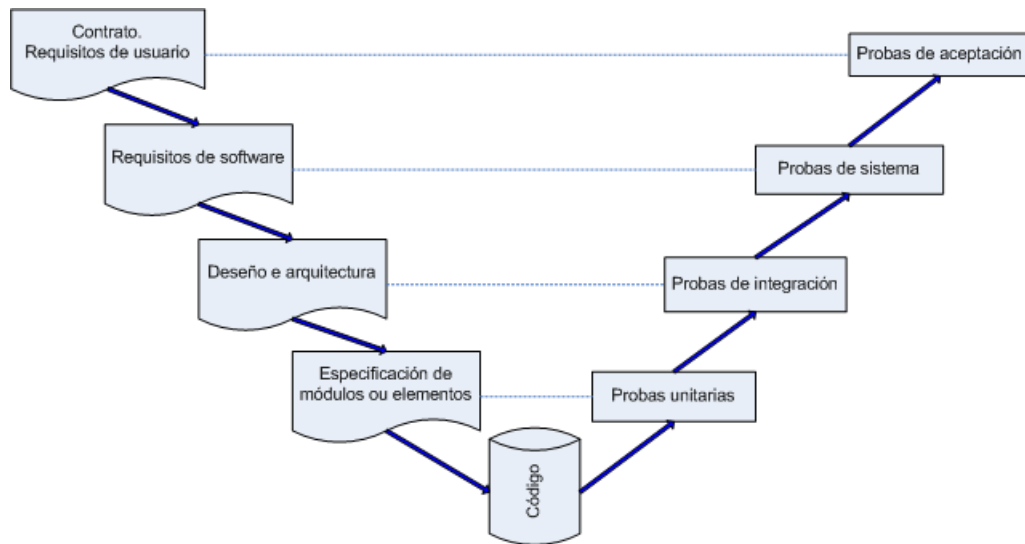 Contrato.
Requisitos de usuario
Probas de aceptación
Requisitos de software
Probas de sistema
Deseño e arquitectura
Probas de integración
Especificación de
módulos ou elementos
Probas unitarias
Código